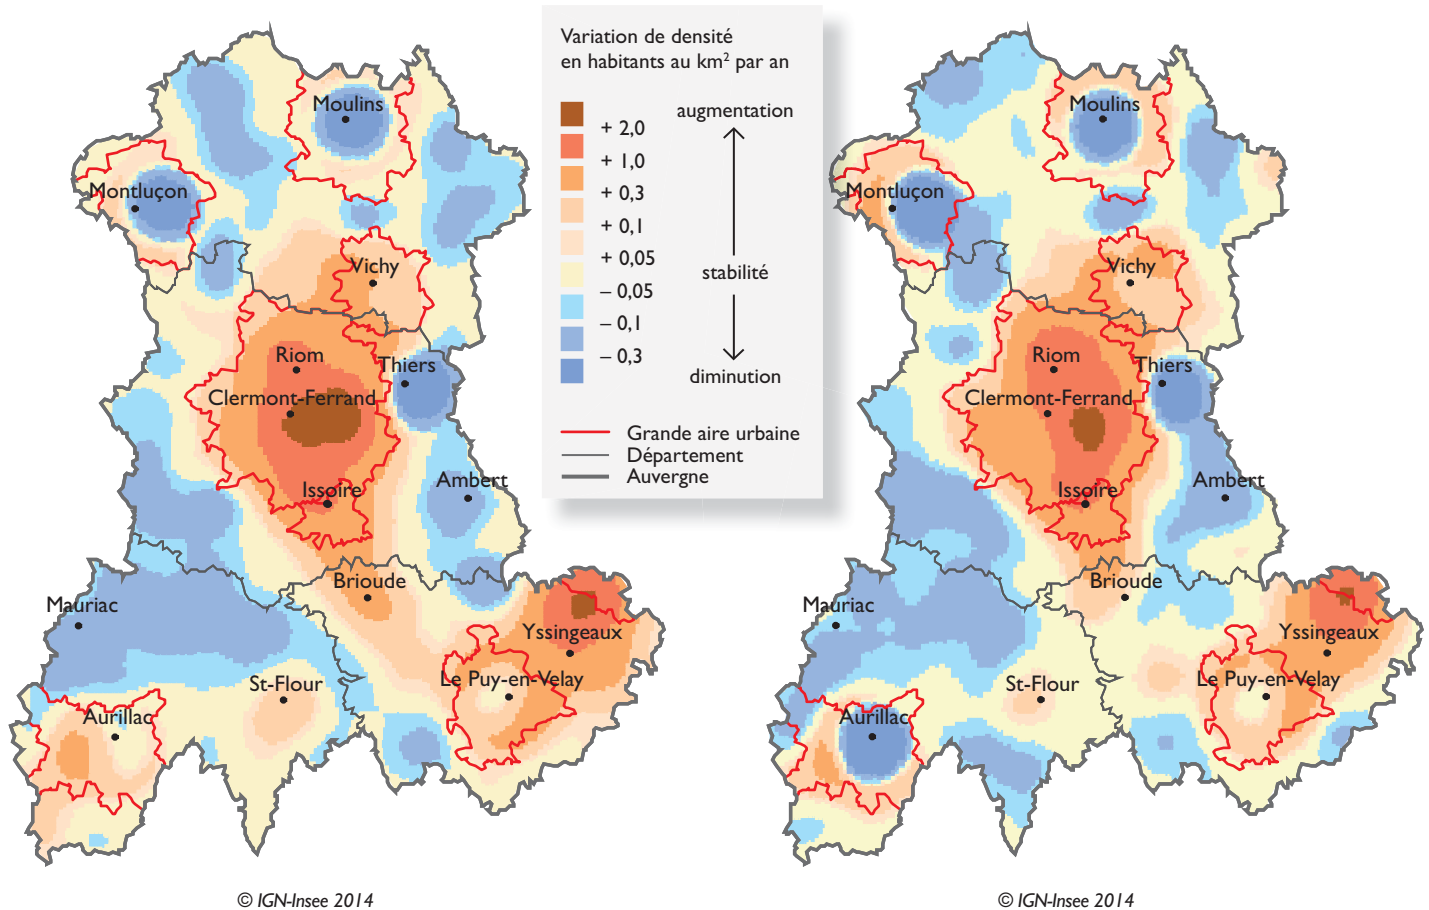 Moulins
Montluçon
Vichy
Riom
Thiers
Clermont-Ferrand
Issoire
Ambert
Brioude
Mauriac
Yssingeaux
St-Flour
Le Puy-en-Velay
Aurillac
© IGN-Insee 2014
Variation de densité
en habitants au km² par an
augmentation
+ 2,0
+ 1,0
+ 0,3
+ 0,1
+ 0,05
stabilité
– 0,05
– 0,1
– 0,3
diminution
Grande aire urbaine
Département
Auvergne
Moulins
Montluçon
Vichy
Riom
Thiers
Clermont-Ferrand
Issoire
Ambert
Brioude
Mauriac
Yssingeaux
St-Flour
Le Puy-en-Velay
Aurillac
© IGN-Insee 2014